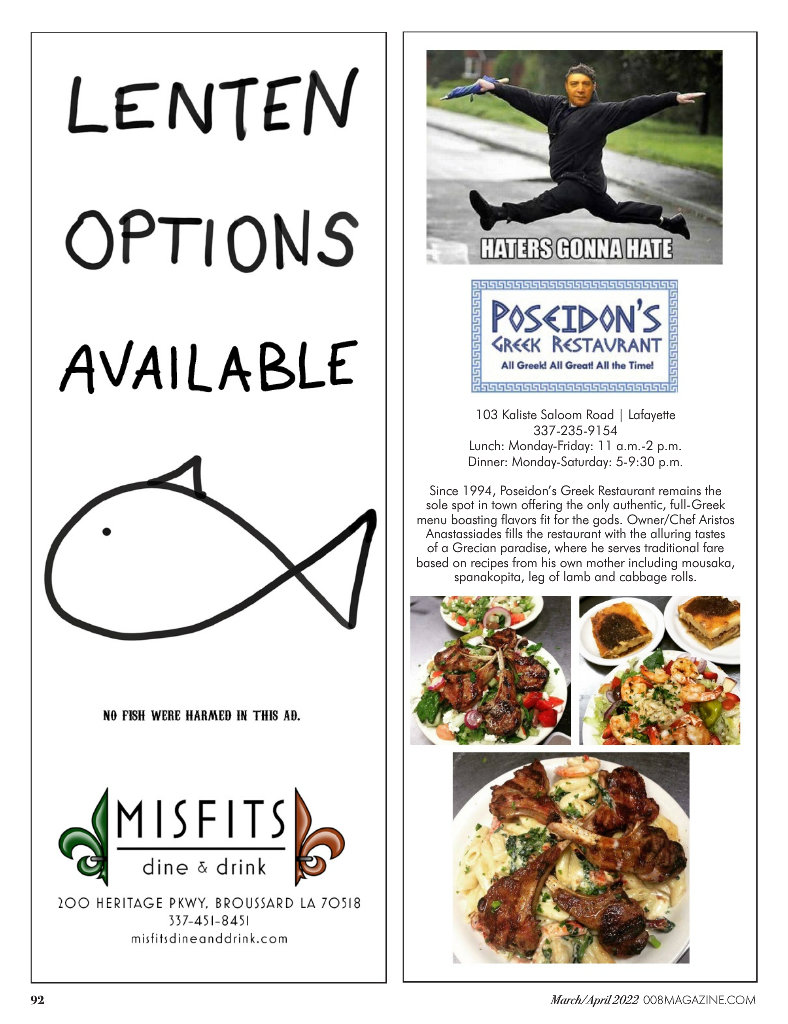 LENTEN
OPTIONS
AVAILABLE
NO FISH WERE HARMED IN THIS AD.
MISFITS
dine & drink
200 HERITAGE PKWY, BROUSSARD LA 70518
337-451-8451
misfitsdineanddrink.com
HATERS GONNA HATE
POSEIDON'S
GREEK RESTAURANT
All Greek! All Great! All the Time!
103 Kaliste Saloom Road | Lafayette
337-235-9154
Lunch: Monday-Friday: 11 a.m.-2 p.m.
Dinner: Monday-Saturday: 5-9:30 p.m.
Since 1994, Poseidon's Greek Restaurant remains the
sole spot in town offering the only authentic, full-Greek
menu boasting flavors fit for the gods. Owner/Chef Aristos
Anastassiades fills the restaurant with the alluring tastes
of a Grecian paradise, where he serves traditional fare
based on recipes from his own mother including mousaka,
spanakopita, leg of lamb and cabbage rolls.
92
March/April 2022 008MAGAZINE.COM